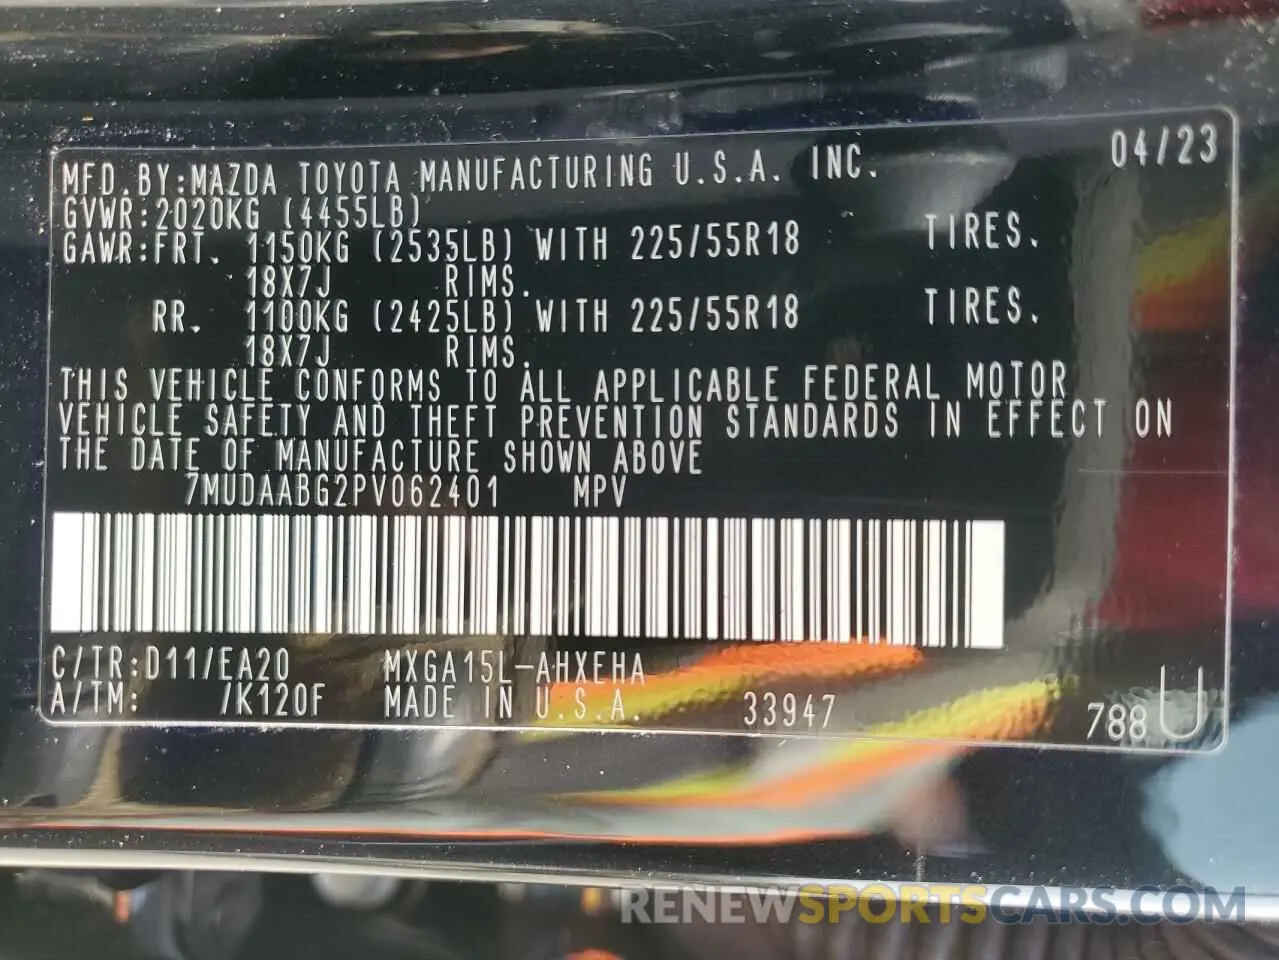 04/23
MFD.BY:MAZDA TOYOTA MANUFACTURING U.S.A. INC.
GVWR:2020KG (4455LB)
GAWR:FRT. 1150KG (2535LB) WITH 225/55R18 TIRES.
18X7J RIMS.
RR. 1100KG (2425LB) WITH 225/55R18 TIRES.
18X7J RIMS.
THIS VEHICLE CONFORMS TO ALL APPLICABLE FEDERAL MOTOR
VEHICLE SAFETY AND THEFT PREVENTION STANDARDS IN EFFECT ON
THE DATE OF MANUFACTURE SHOWN ABOVE
7MUDAABG2PV062401 MPV
C/TR:D11/EA20 MXGA15L-AHXEHA
A/TM: /K120F MADE IN U.S.A. 33947 788 U
RENEWSPORTSCARS.COM